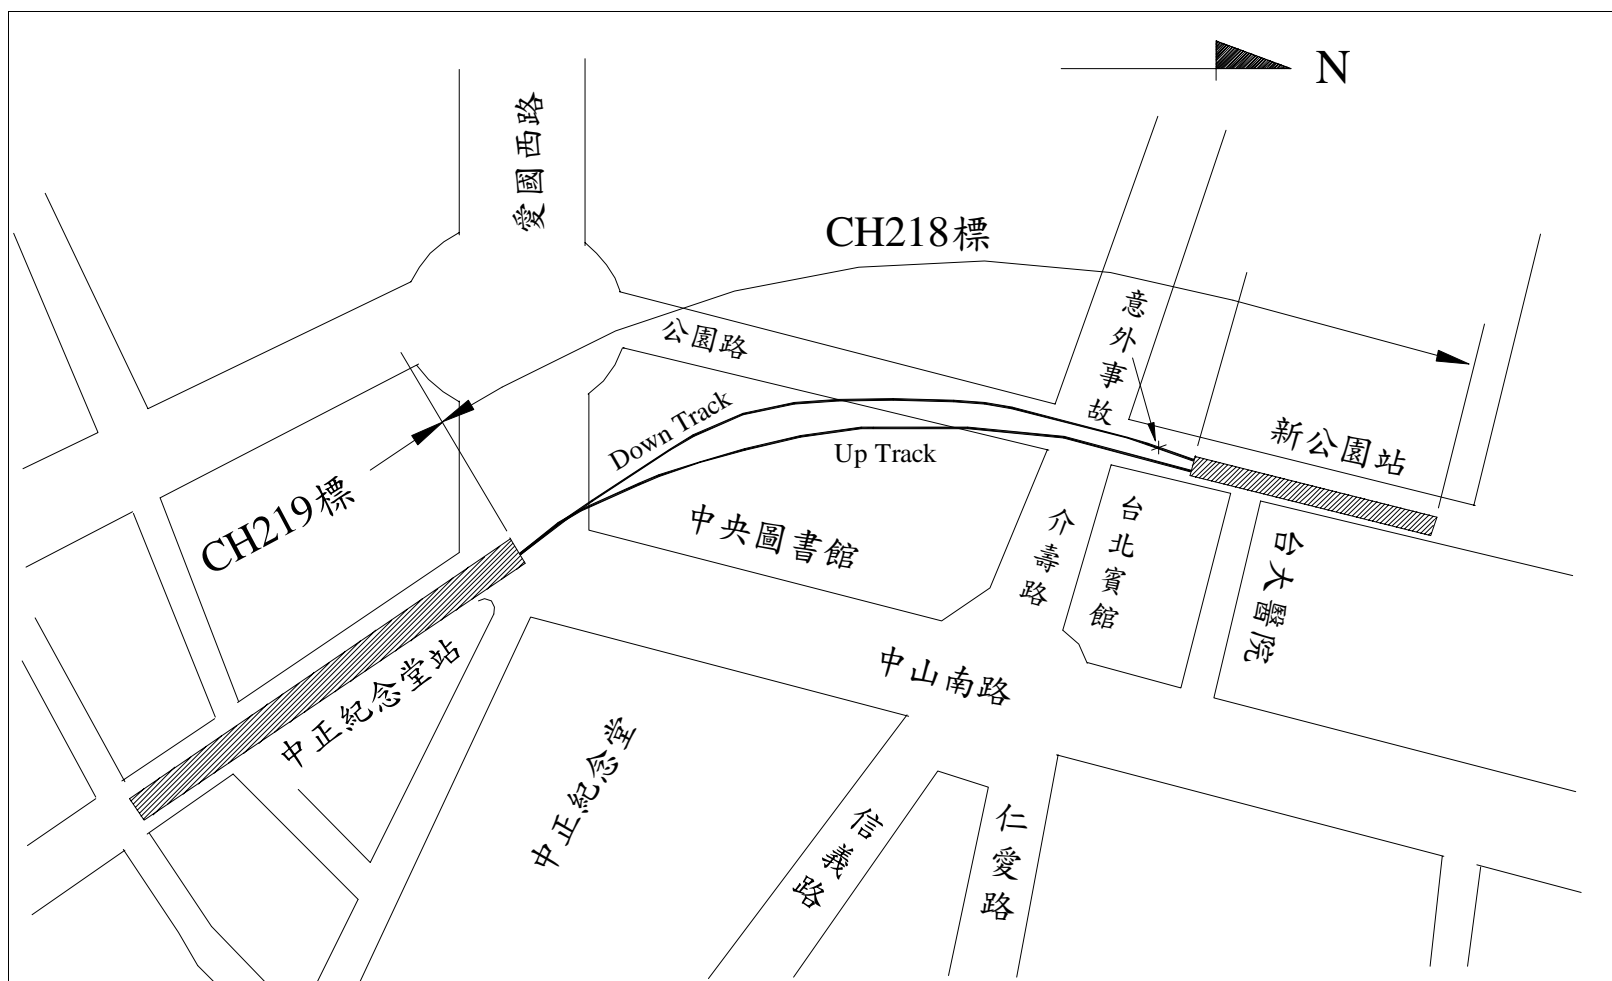 N
愛國西路
CH218標
意外事故
公園路
Down Track
Up Track
新公園站
CH219標
中央圖書館
介壽路
台北賓館
台大醫院
中正紀念堂站
中山南路
中正紀念堂
信義路
仁愛路